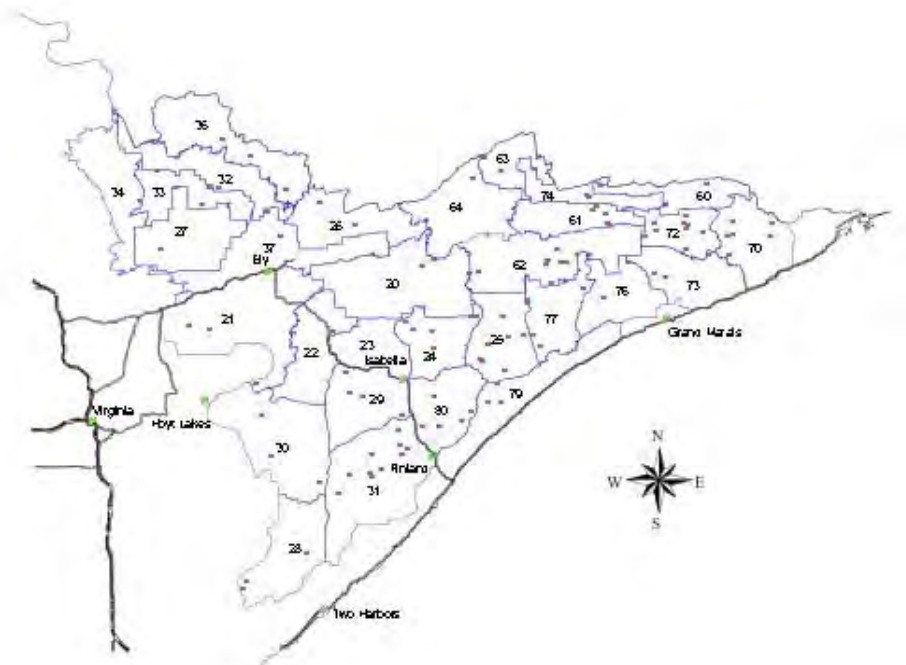 36
63
32
33
34
74
60
64
61
26
27
37
72
70
Ely
62
20
73
76
21
77
Grand Marais
23
25
24
22
Isabella
29
79
80
Virginia
Hoyt Lakes
30
Finland
N
31
W
E
S
28
Two Harbors